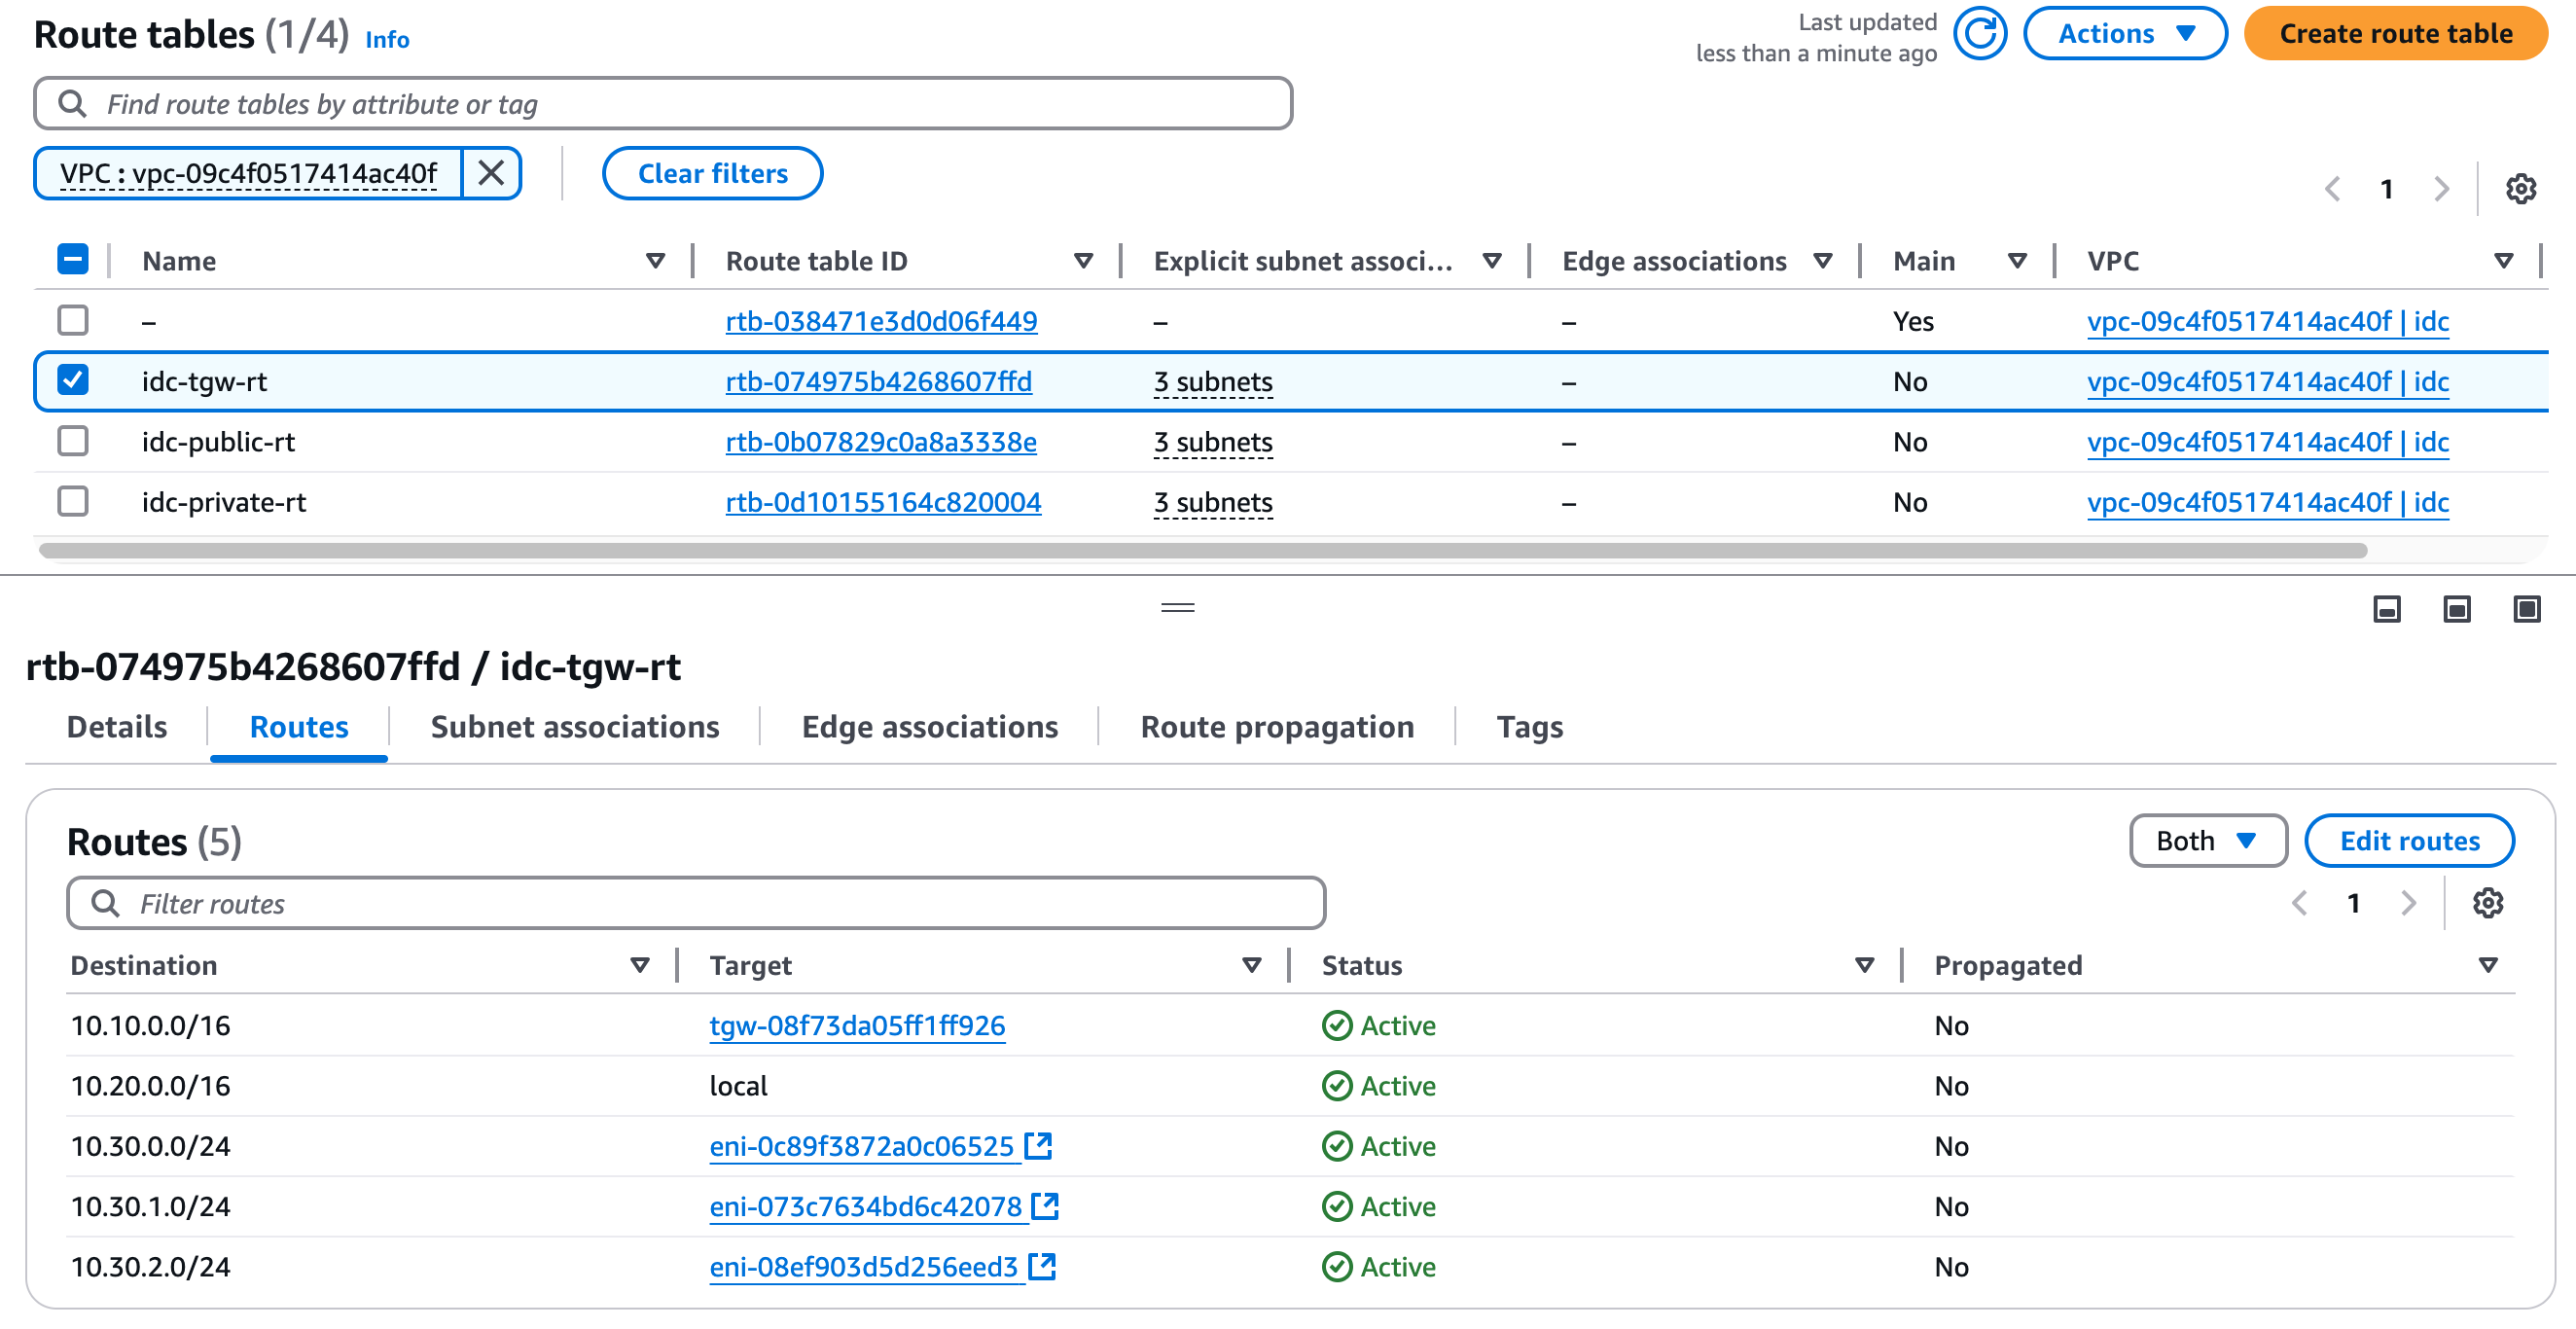 Route tables (1/4) Info
Last updated
less than a minute ago
Actions
Create route table
Find route tables by attribute or tag
VPC : vpc-09c4f0517414ac40f
Clear filters
1
Name Route table ID Explicit subnet associ... Edge associations Main VPC
– rtb-038471e3d0d06f449 – – Yes vpc-09c4f0517414ac40f | idc
idc-tgw-rt rtb-074975b4268607ffd 3 subnets – No vpc-09c4f0517414ac40f | idc
idc-public-rt rtb-0b07829c0a8a3338e 3 subnets – No vpc-09c4f0517414ac40f | idc
idc-private-rt rtb-0d10155164c820004 3 subnets – No vpc-09c4f0517414ac40f | idc
rtb-074975b4268607ffd / idc-tgw-rt
Details Routes Subnet associations Edge associations Route propagation Tags
Routes (5)
Both
Edit routes
Filter routes
1
Destination Target Status Propagated
10.10.0.0/16 tgw-08f73da05ff1ff926 Active No
10.20.0.0/16 local Active No
10.30.0.0/24 eni-0c89f3872a0c06525 Active No
10.30.1.0/24 eni-073c7634bd6c42078 Active No
10.30.2.0/24 eni-08ef903d5d256eed3 Active No